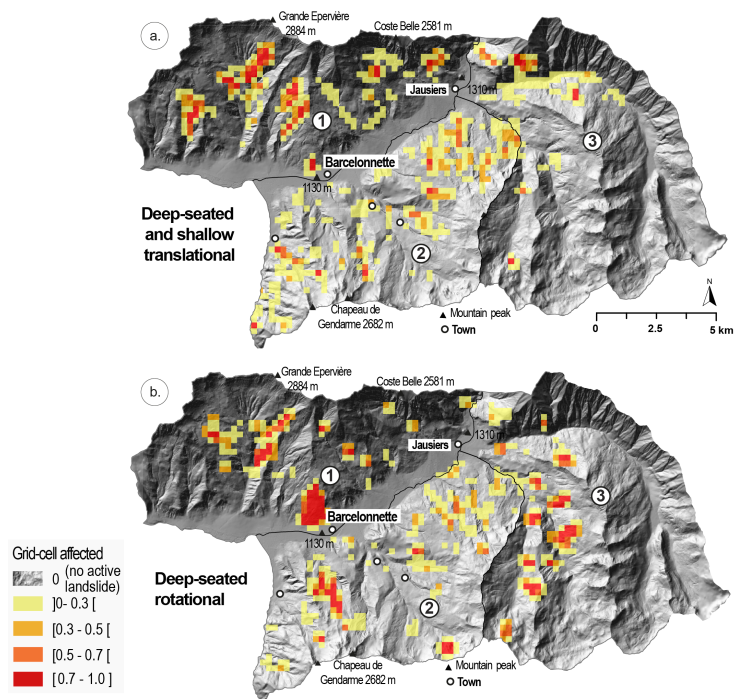 a.
Grande Epervière
2884 m
Coste Belle 2581 m
Jausiers
1310 m
1
3
Barcelonnette
1130 m
Deep-seated
and shallow
translational
2
N
Chapeau de
Gendarme 2682 m
Mountain peak
Town
0 2.5 5 km
b.
Grande Epervière
2884 m
Coste Belle 2581 m
Jausiers
1310 m
1
3
Barcelonnette
1130 m
Deep-seated
rotational
2
Chapeau de
Gendarme 2682 m
Mountain peak
Town
Grid-cell affected
0 (no active
landslide)
]0- 0.3 [
[0.3 - 0.5 [
[0.5 - 0.7 [
[0.7 - 1.0 ]